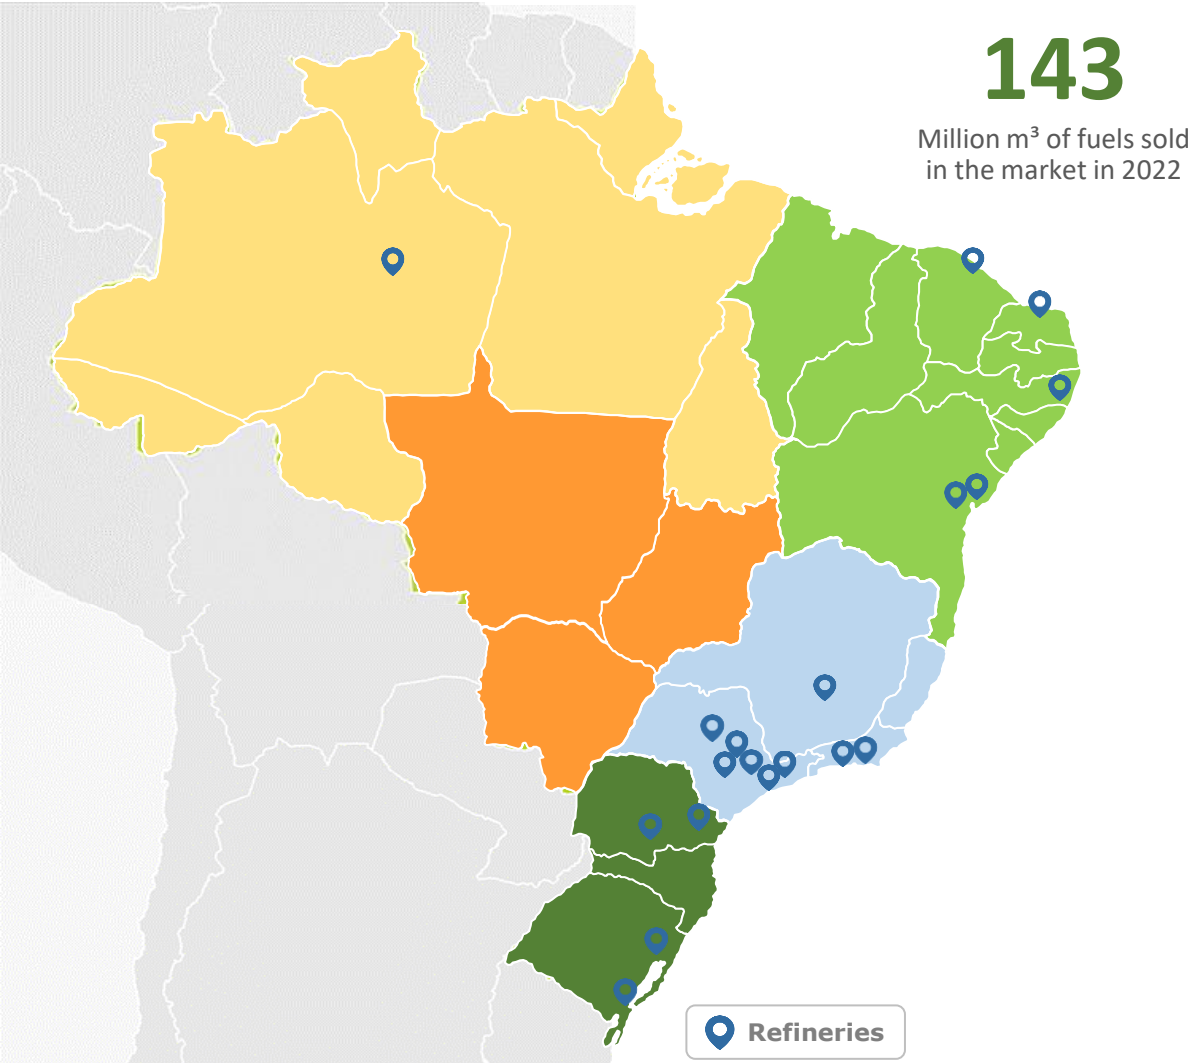 143
Million m³ of fuels sold
in the market in 2022
Refineries